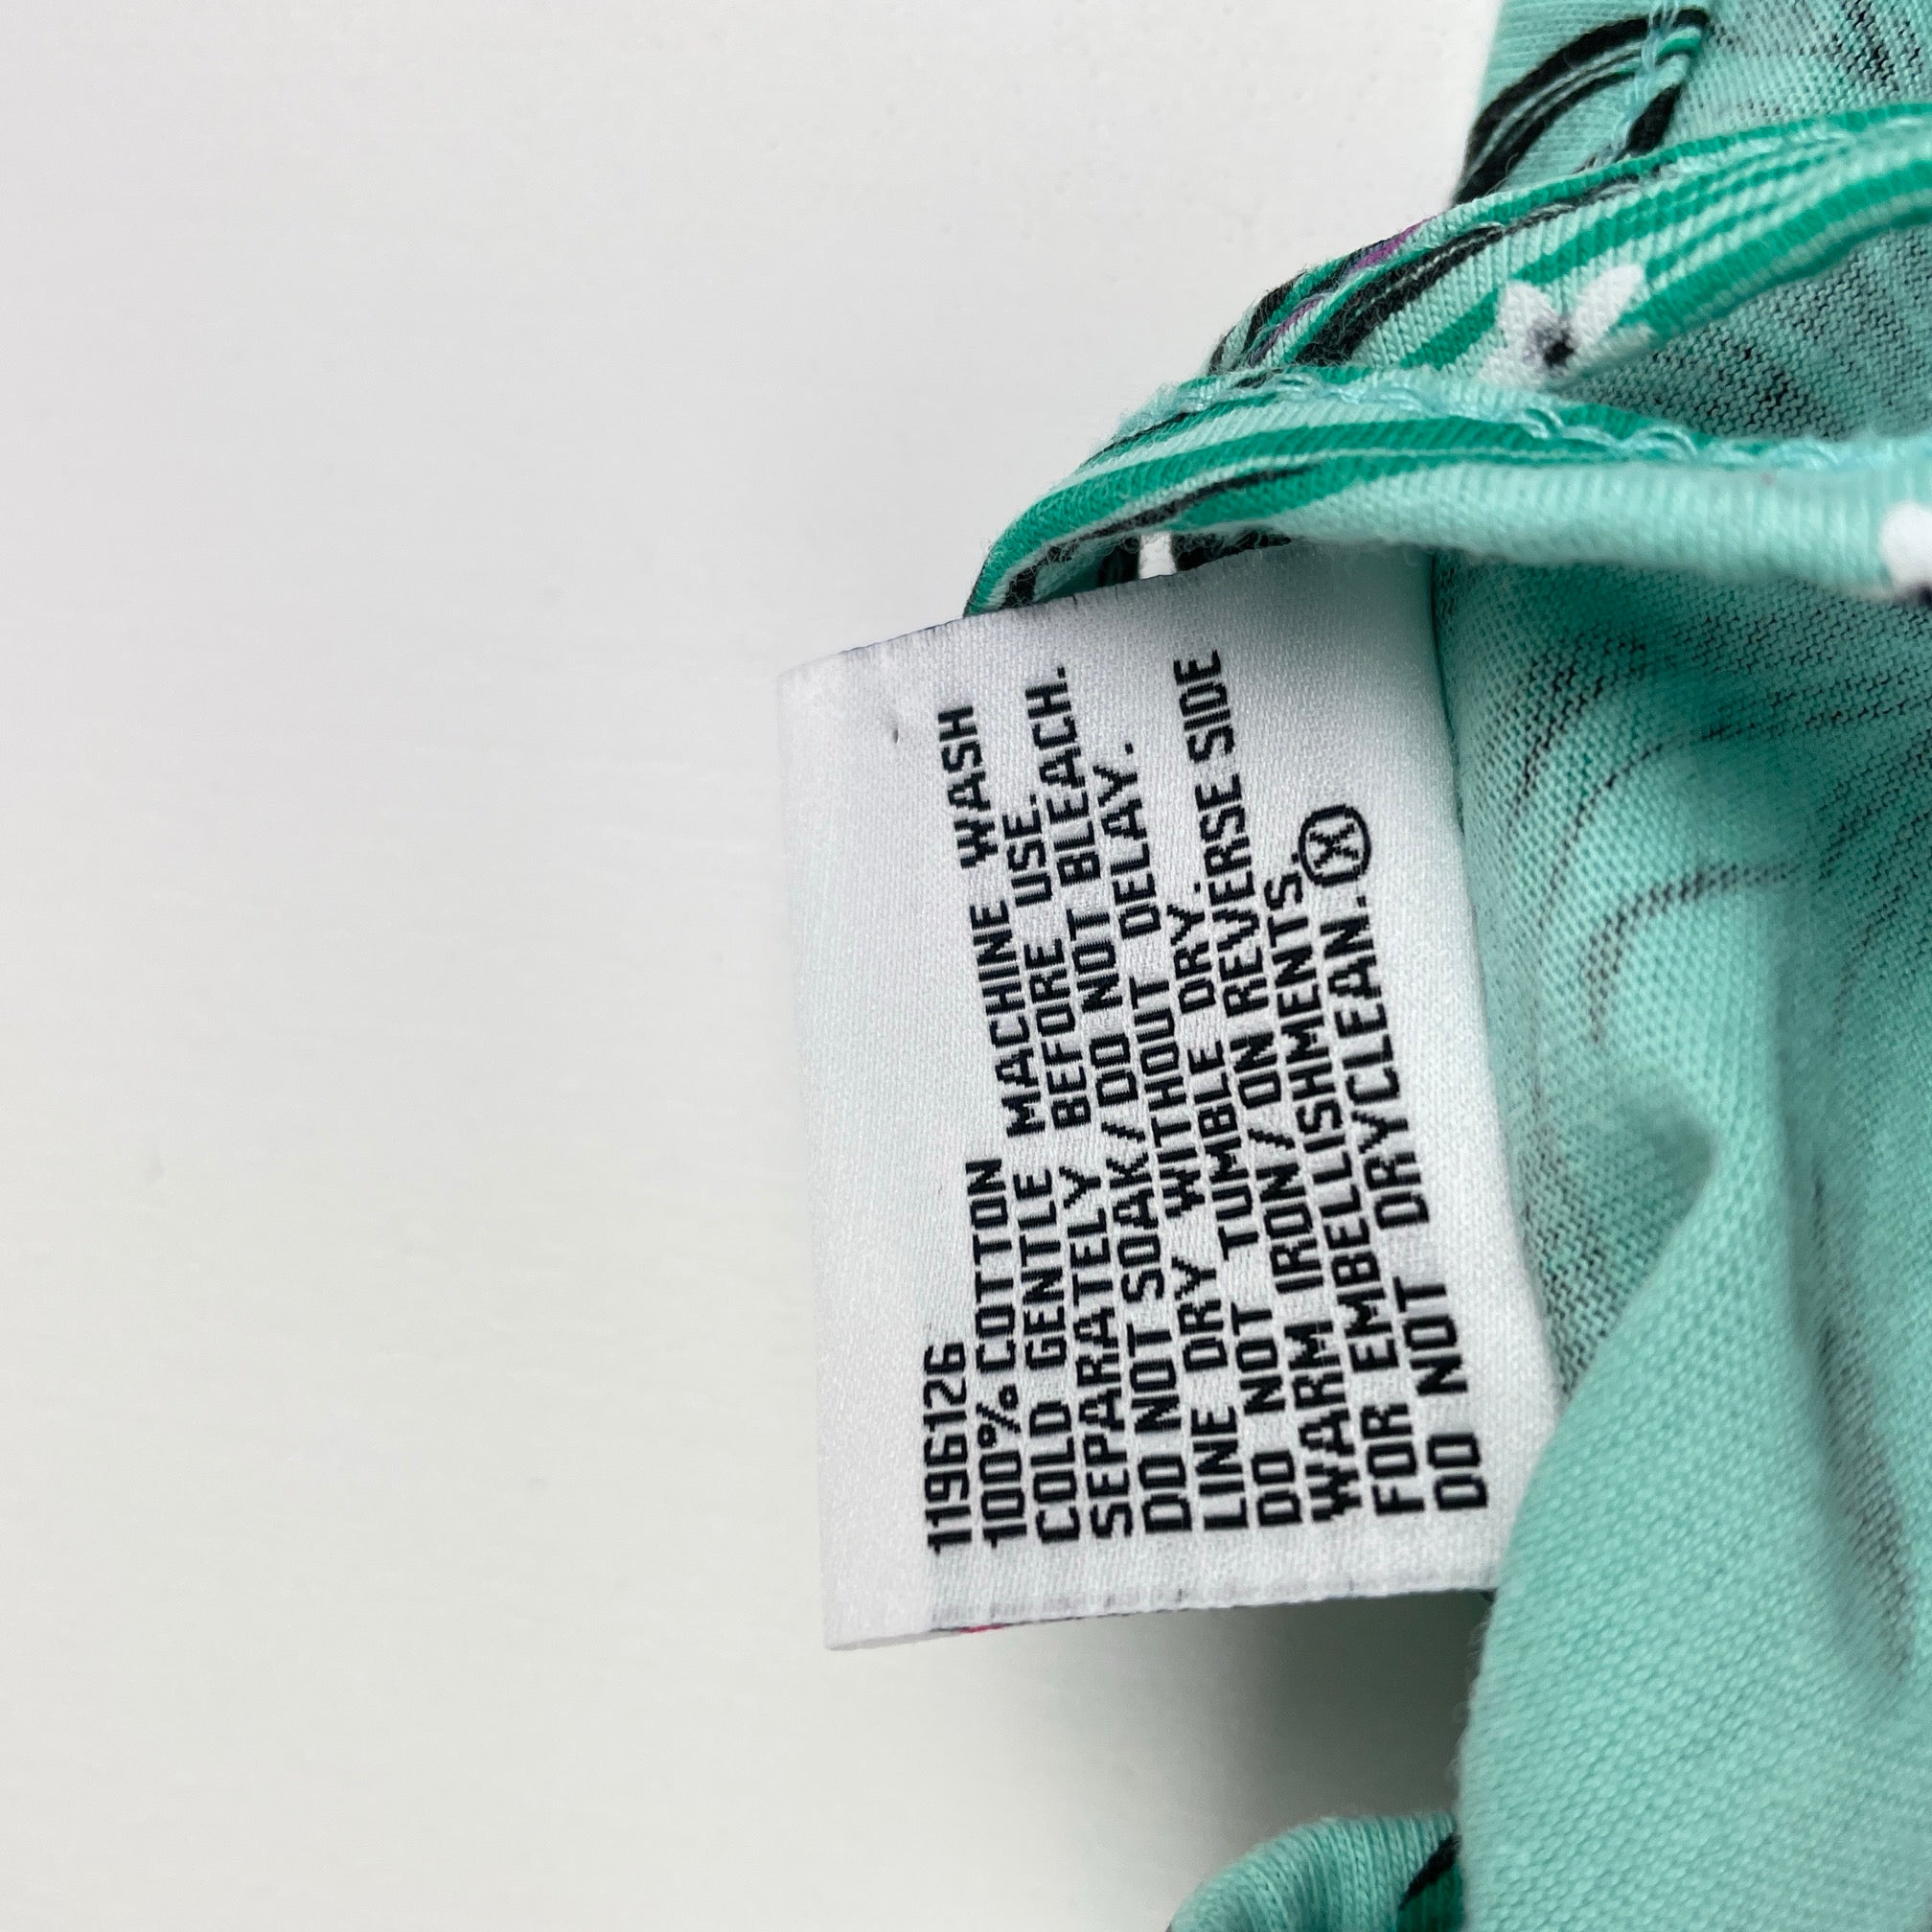 1196126
100% COTTON
COLD GENTLE MACHINE WASH
SEPARATELY BEFORE USE.
DO NOT SOAK/ DO NOT BLEACH.
LINE DRY WITHOUT DELAY.
DO NOT TUMBLE DRY.
WARM IRON/ ON REVERSE SIDE
FOR EMBELLISHMENTS.
DO NOT DRYCLEAN. X